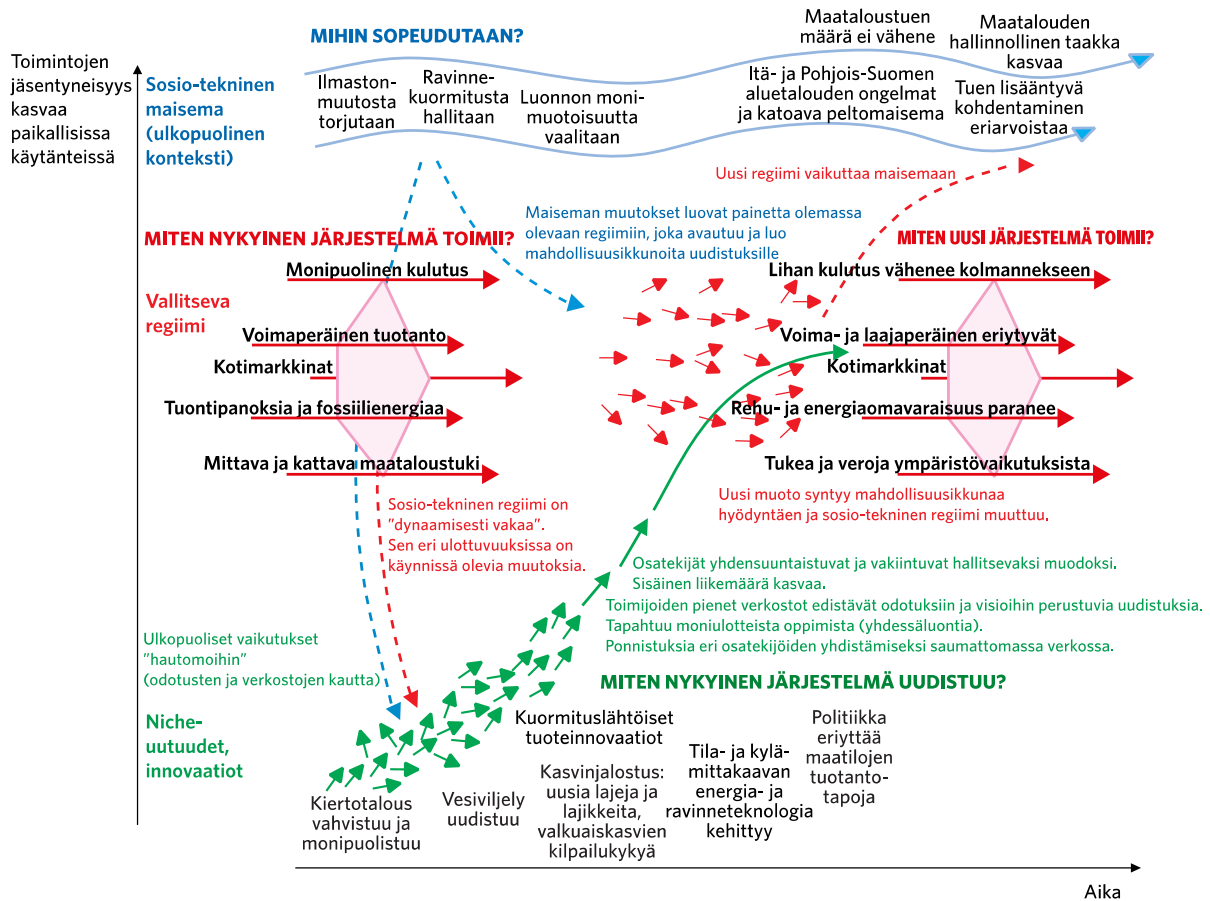 Toimintojen
jäsentyneisyys
kasvaa
paikallisissa
käytänteissä
MIHIN SOPEUDUTAAN?
Sosio-tekninen
maisema
(ulkopuolinen
konteksti)
Ilmaston-
muutosta
torjutaan
Ravinne-
kuormitusta
hallitaan
Luonnon moni-
muotoisuutta
vaalitaan
Maataloustuen
määrä ei vähene
Itä- ja Pohjois-Suomen
aluetalouden ongelmat
ja katoava peltomaisema
Maatalouden
hallinnollinen taakka
kasvaa
Tuen lisääntyvä
kohdentaminen
eriarvoistaa
Uusi regiimi vaikuttaa maisemaan
Maiseman muutokset luovat painetta olemassa
olevaan regiimiin, joka avautuu ja luo
mahdollisuusikkunoita uudistuksille
MITEN NYKYINEN JÄRJESTELMÄ TOIMII?
Vallitseva
regiimi
Monipuolinen kulutus
Voimaperäinen tuotanto
Kotimarkkinat
Tuontipanoksia ja fossiilienergiaa
Mittava ja kattava maataloustuki
MITEN UUSI JÄRJESTELMÄ TOIMII?
Lihan kulutus vähenee kolmannekseen
Voima- ja laajaperäinen eriytyvät
Kotimarkkinat
Rehu- ja energiaomavaraisuus paranee
Tukea ja veroja ympäristövaikutuksista
Sosio-tekninen regiimi on
"dynaamisesti vakaa".
Sen eri ulottuvuuksissa on
käynnissä olevia muutoksia.
Uusi muoto syntyy mahdollisuusikkunaa
hyödyntäen ja sosio-tekninen regiimi muuttuu,
Osatekijät yhdensuuntaistuvat ja vakiintuvat hallitsevaksi muodoksi.
Sisäinen liikemäärä kasvaa.
Toimijoiden pienet verkostot edistävät odotuksiin ja visioihin perustuvia uudistuksia.
Tapahtuu moniulotteista oppimista (yhdessäluontia).
Ponnistuksia eri osatekijöiden yhdistämiseksi saumattomassa verkossa.
Ulkopuoliset vaikutukset
"hautomoihin"
(odotusten ja verkostojen kautta)
MITEN NYKYINEN JÄRJESTELMÄ UUDISTUU?
Niche-
uutuudet,
innovaatiot
Kiertotalous
vahvistuu ja
monipuolistuu
Vesiviljely
uudistuu
Kuormituslähtöiset
tuoteinnovaatiot
Kasvinjalostus:
uusia lajeja ja
lajikkeita,
valkuaiskasvien
kilpailukykyä
Tila- ja kylä-
mittakaavan
energia- ja
ravinneteknologia
kehittyy
Politiikka
eriyttää
maatilojen
tuotanto-
tapoja
Aika